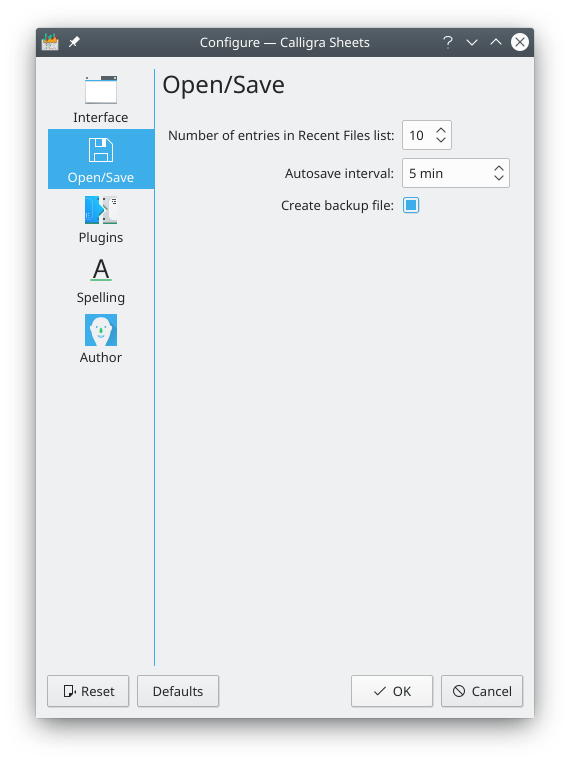 Configure — Calligra Sheets
Interface
Open/Save
Plugins
Spelling
Author
Open/Save
Number of entries in Recent Files list: 10
Autosave interval: 5 min
Create backup file:
Reset Defaults OK Cancel